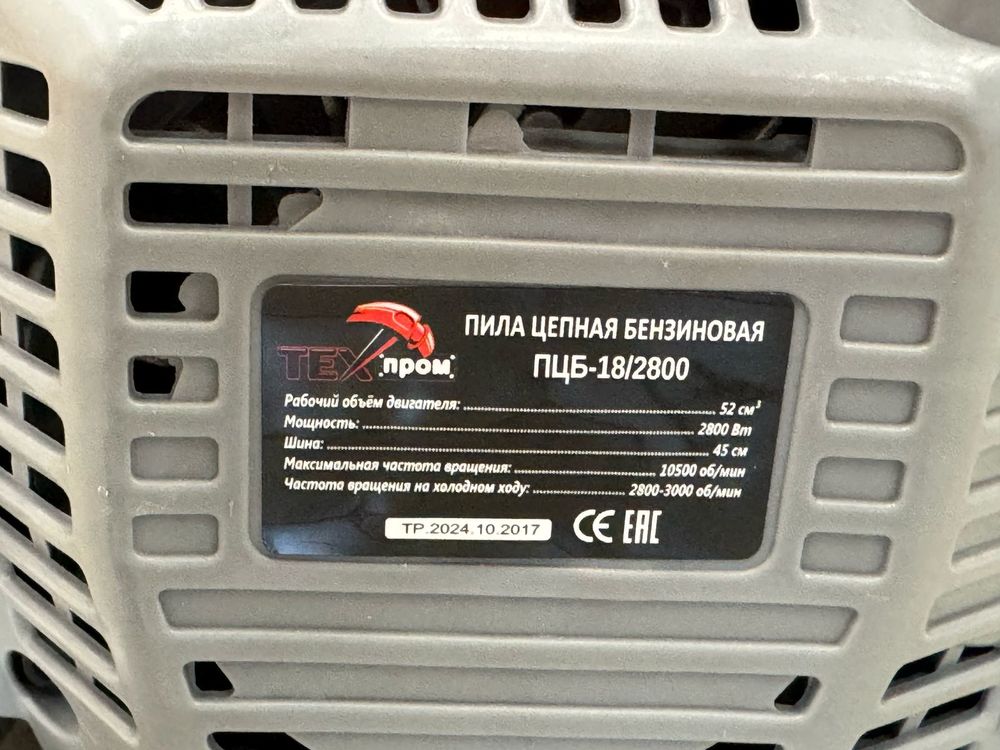 ТЕХ пром
ПИЛА ЦЕПНАЯ БЕНЗИНОВАЯ
ПЦБ-18/2800
Рабочий объём двигателя: 52 см³
Мощность: 2800 Вт
Шина: 45 см
Максимальная частота вращения: 10500 об/мин
Частота вращения на холодном ходу: 2800-3000 об/мин
TP.2024.10.2017
CE EAC